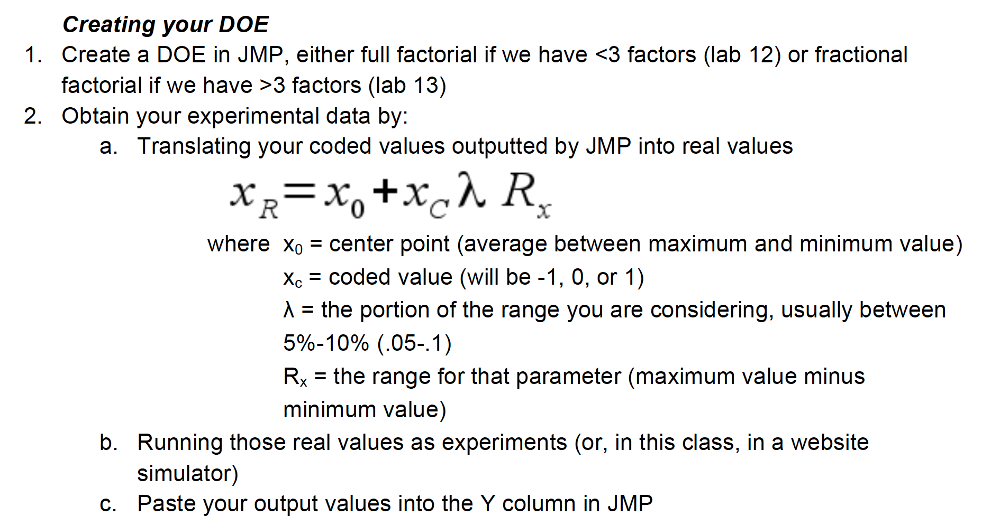 Creating your DOE
1. Create a DOE in JMP, either full factorial if we have <3 factors (lab 12) or fractional
factorial if we have >3 factors (lab 13)
2. Obtain your experimental data by:
a. Translating your coded values outputted by JMP into real values
x_R = x_0 + x_C λ R_x
where x₀ = center point (average between maximum and minimum value)
x_c = coded value (will be -1, 0, or 1)
λ = the portion of the range you are considering, usually between
5%-10% (.05-.1)
Rₓ = the range for that parameter (maximum value minus
minimum value)
b. Running those real values as experiments (or, in this class, in a website
simulator)
c. Paste your output values into the Y column in JMP